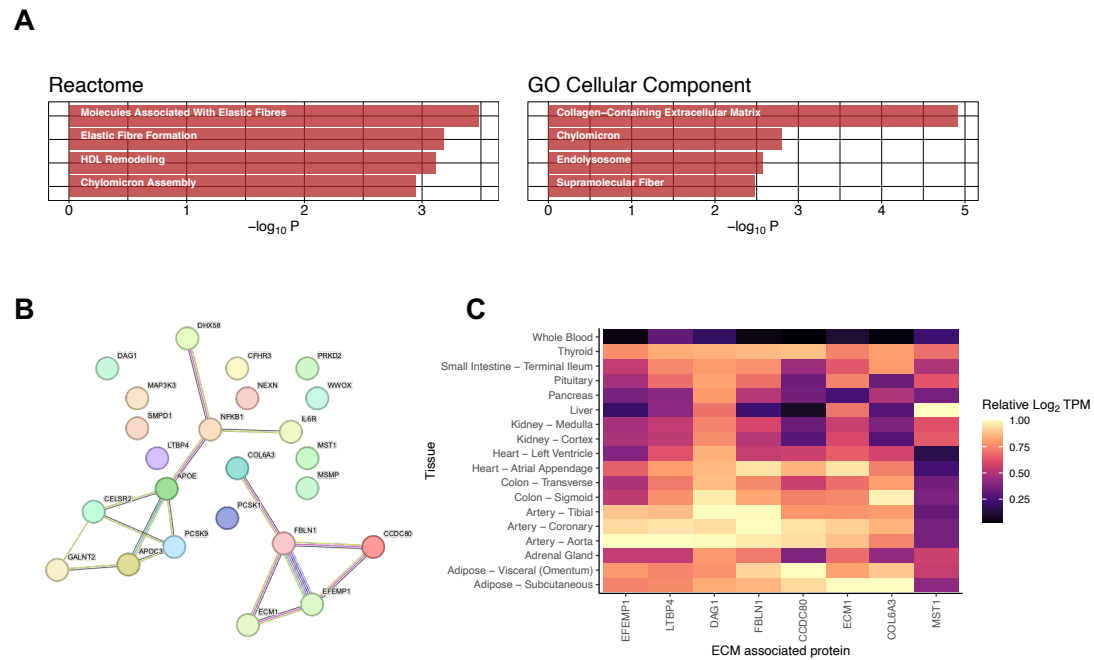 A
Reactome
Molecules Associated With Elastic Fibres
Elastic Fibre Formation
HDL Remodeling
Chylomicron Assembly
0 1 2 3
−log10 P
GO Cellular Component
Collagen−Containing Extracellular Matrix
Chylomicron
Endolysosome
Supramolecular Fiber
0 1 2 3 4 5
−log10 P
B
DHX58
DAG1
CFHR3
PRKD2
MAP3K3
NEXN
WWOX
SMPD1
NFKB1
IL6R
LTBP4
COL6A3
MST1
APOE
MSMP
CELSR2
PCSK1
PCSK9
FBLN1
CCDC80
GALNT2
APOC3
EFEMP1
ECM1
C
Tissue
Whole Blood
Thyroid
Small Intestine − Terminal Ileum
Pituitary
Pancreas
Liver
Kidney − Medulla
Kidney − Cortex
Heart − Left Ventricle
Heart − Atrial Appendage
Colon − Transverse
Colon − Sigmoid
Artery − Tibial
Artery − Coronary
Artery − Aorta
Adrenal Gland
Adipose − Visceral (Omentum)
Adipose − Subcutaneous
EFEMP1
LTBP4
DAG1
FBLN1
CCDC80
ECM1
COL6A3
MST1
ECM associated protein
Relative Log2 TPM
1.00
0.75
0.50
0.25